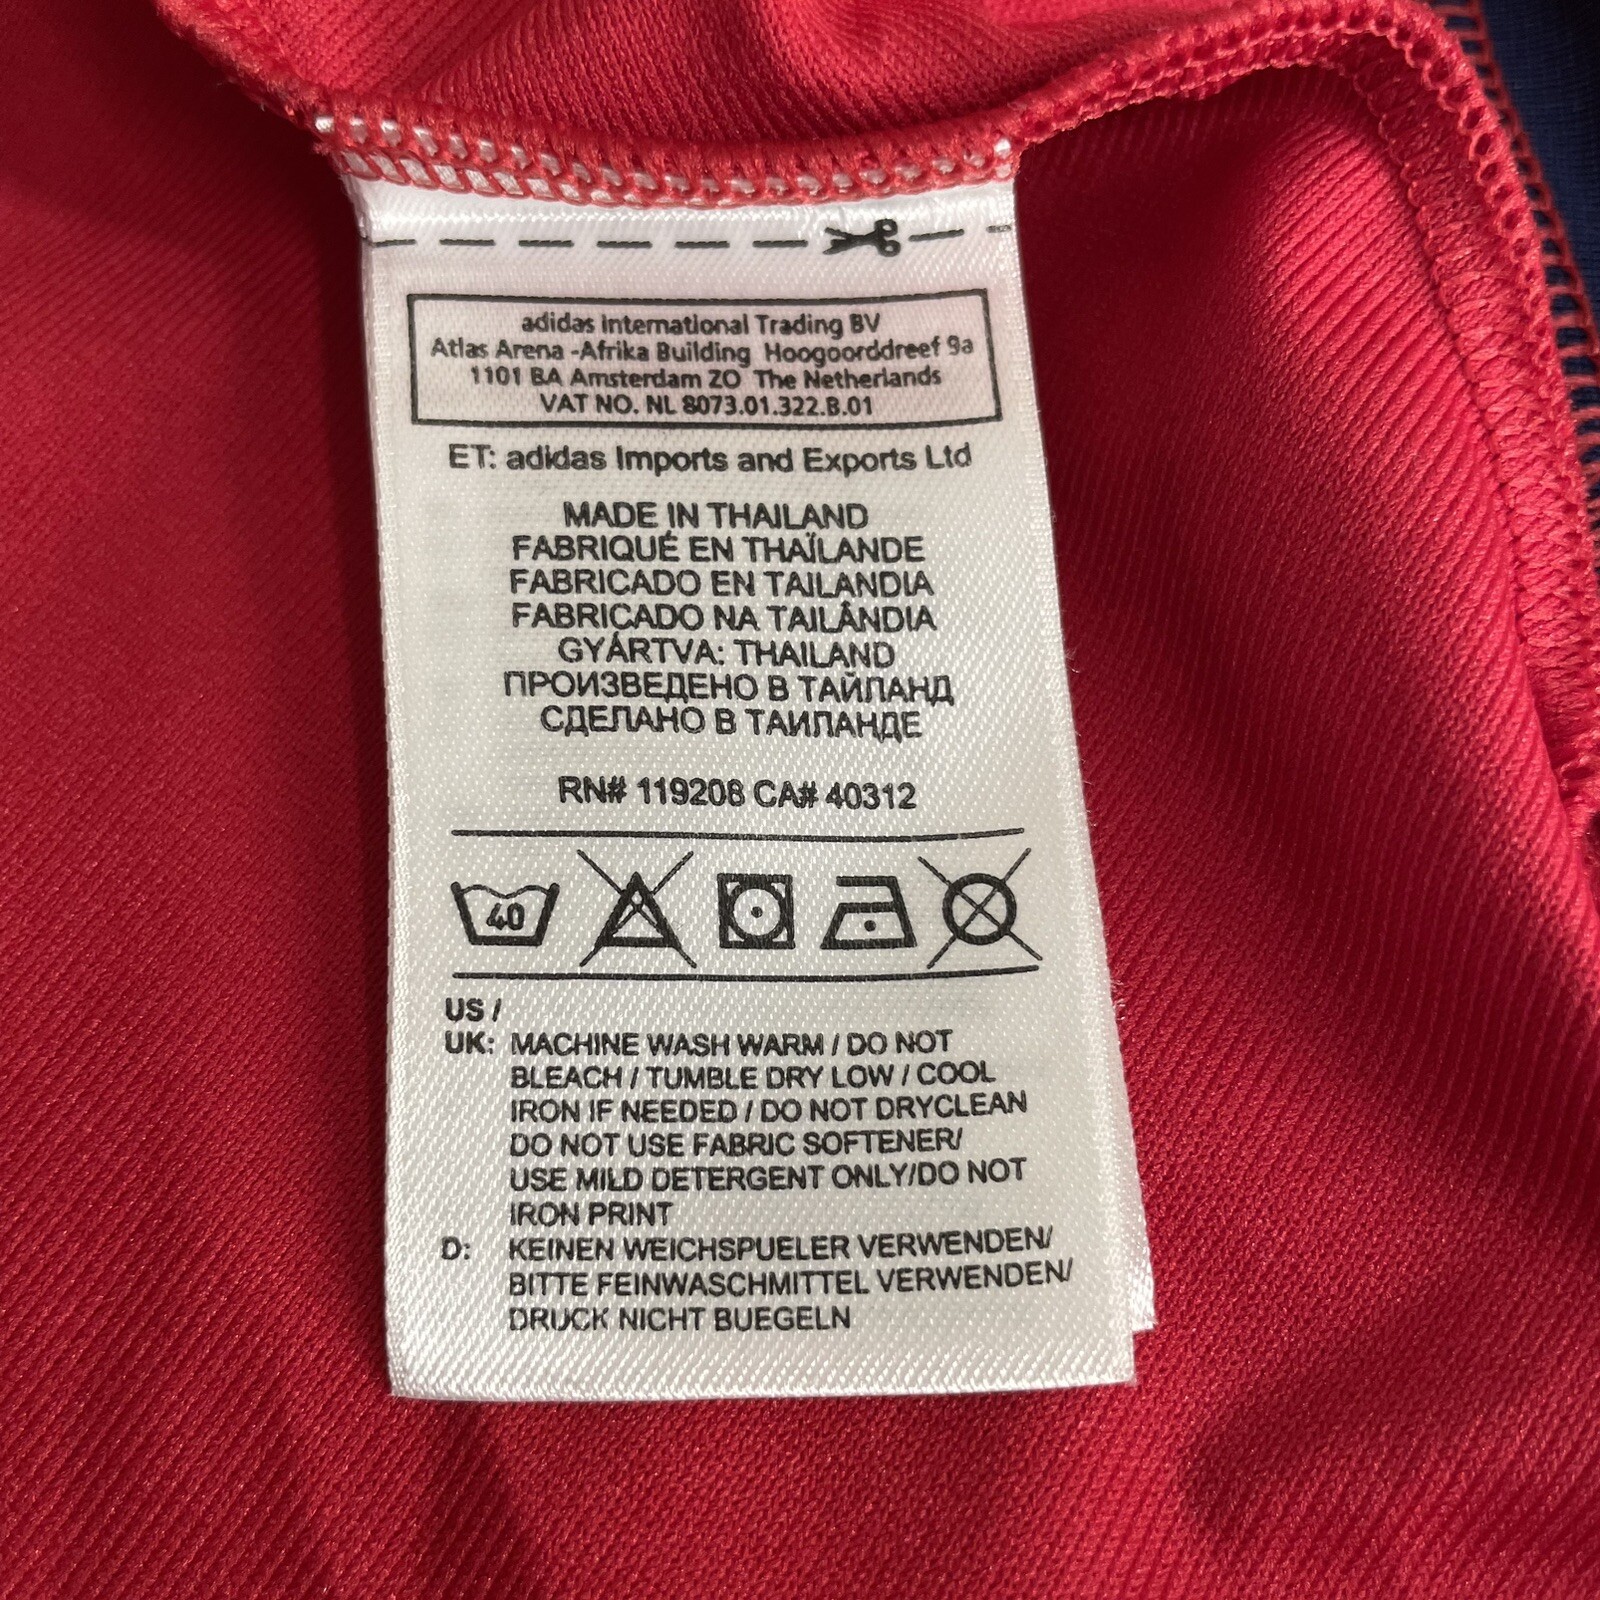 adidas International Trading BV
Atlas Arena -Afrika Building Hoogoorddreef 9a
1101 BA Amsterdam ZO The Netherlands
VAT NO. NL 8073.01.322.B.01
ET: adidas Imports and Exports Ltd
MADE IN THAILAND
FABRIQUÉ EN THAÏLANDE
FABRICADO EN TAILANDIA
FABRICADO NA TAILÂNDIA
GYÁRTVA: THAILAND
ПРОИЗВЕДЕНО В ТАЙЛАНД
СДЕЛАНО В ТАИЛАНДЕ
RN# 119208 CA# 40312
40
US /
UK: MACHINE WASH WARM / DO NOT
BLEACH / TUMBLE DRY LOW / COOL
IRON IF NEEDED / DO NOT DRYCLEAN
DO NOT USE FABRIC SOFTENER/
USE MILD DETERGENT ONLY/DO NOT
IRON PRINT
D: KEINEN WEICHSPUELER VERWENDEN/
BITTE FEINWASCHMITTEL VERWENDEN/
DRUCK NICHT BUEGELN